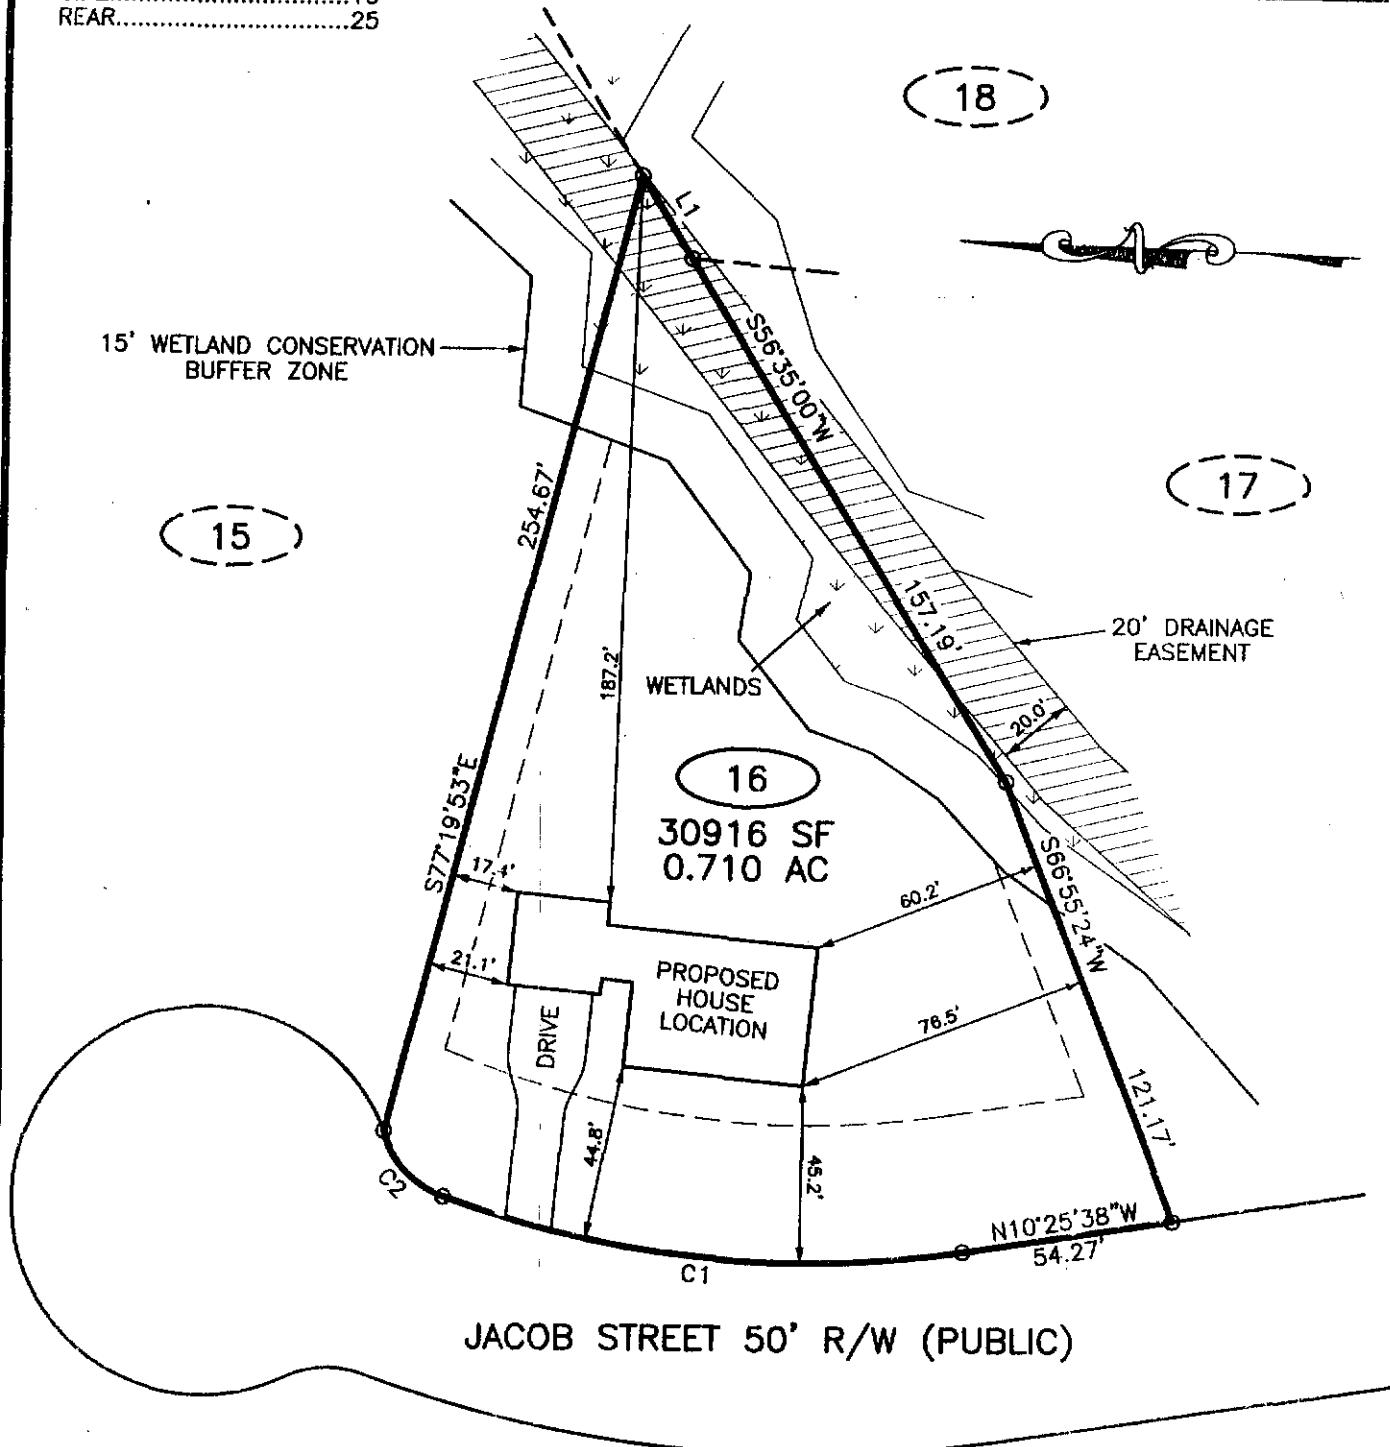 REAR..............................25
18
L1
15' WETLAND CONSERVATION
BUFFER ZONE
S56°35'00"W
17
254.67'
15
157.19'
20' DRAINAGE
EASEMENT
187.2'
WETLANDS
20.0'
16
30916 SF
0.710 AC
S77°19'53"E
S66°55'24"W
17.4'
60.2'
21.1'
PROPOSED
HOUSE
LOCATION
DRIVE
76.5'
121.17'
44.8'
45.2'
C2
N10°25'38"W
54.27'
C1
JACOB STREET 50' R/W (PUBLIC)